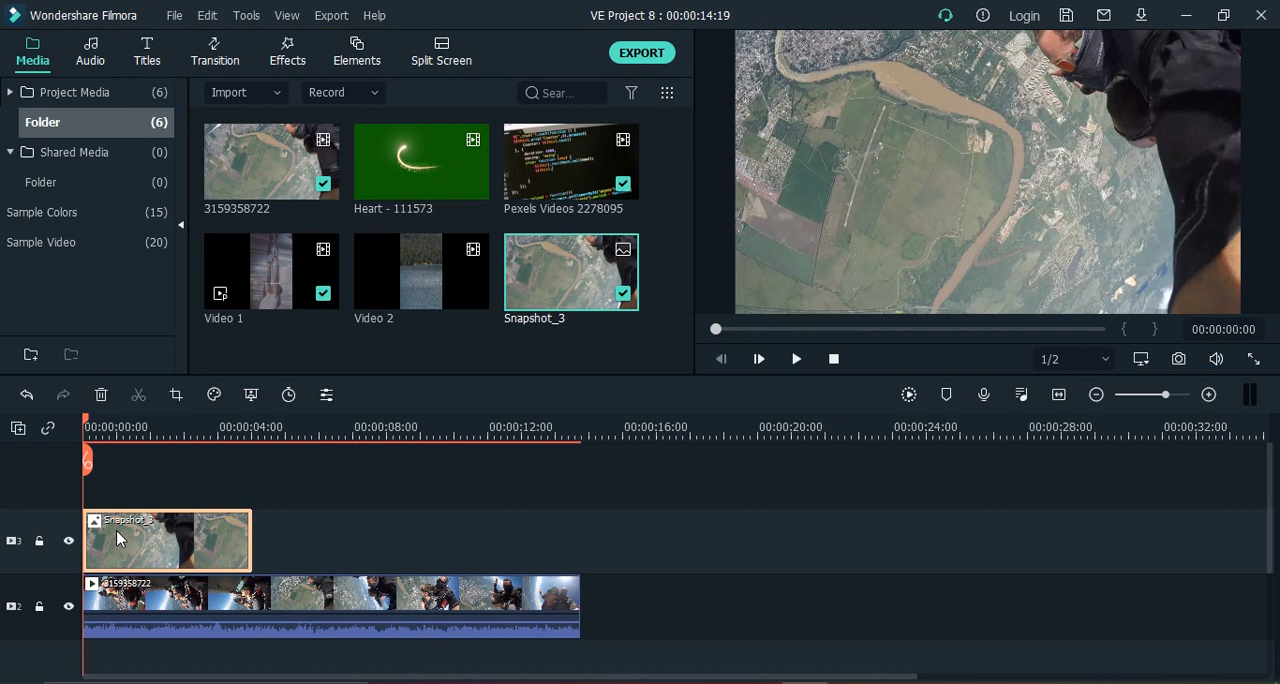 Wondershare Filmora File Edit Tools View Export Help VE Project 8 : 00:00:14:19 Login
Media Audio Titles Transition Effects Elements Split Screen EXPORT
Project Media (6)
Folder (6)
Shared Media (0)
Folder (0)
Sample Colors (15)
Sample Video (20)
Import Record Sear...
3159358722 Heart - 111573 Pexels Videos 2278095
Video 1 Video 2 Snapshot_3
{ } 00:00:00:00
1/2
00:00:00:00 00:00:04:00 00:00:08:00 00:00:12:00 00:00:16:00 00:00:20:00 00:00:24:00 00:00:28:00 00:00:32:00
Snapshot_3
3
3159358722
2